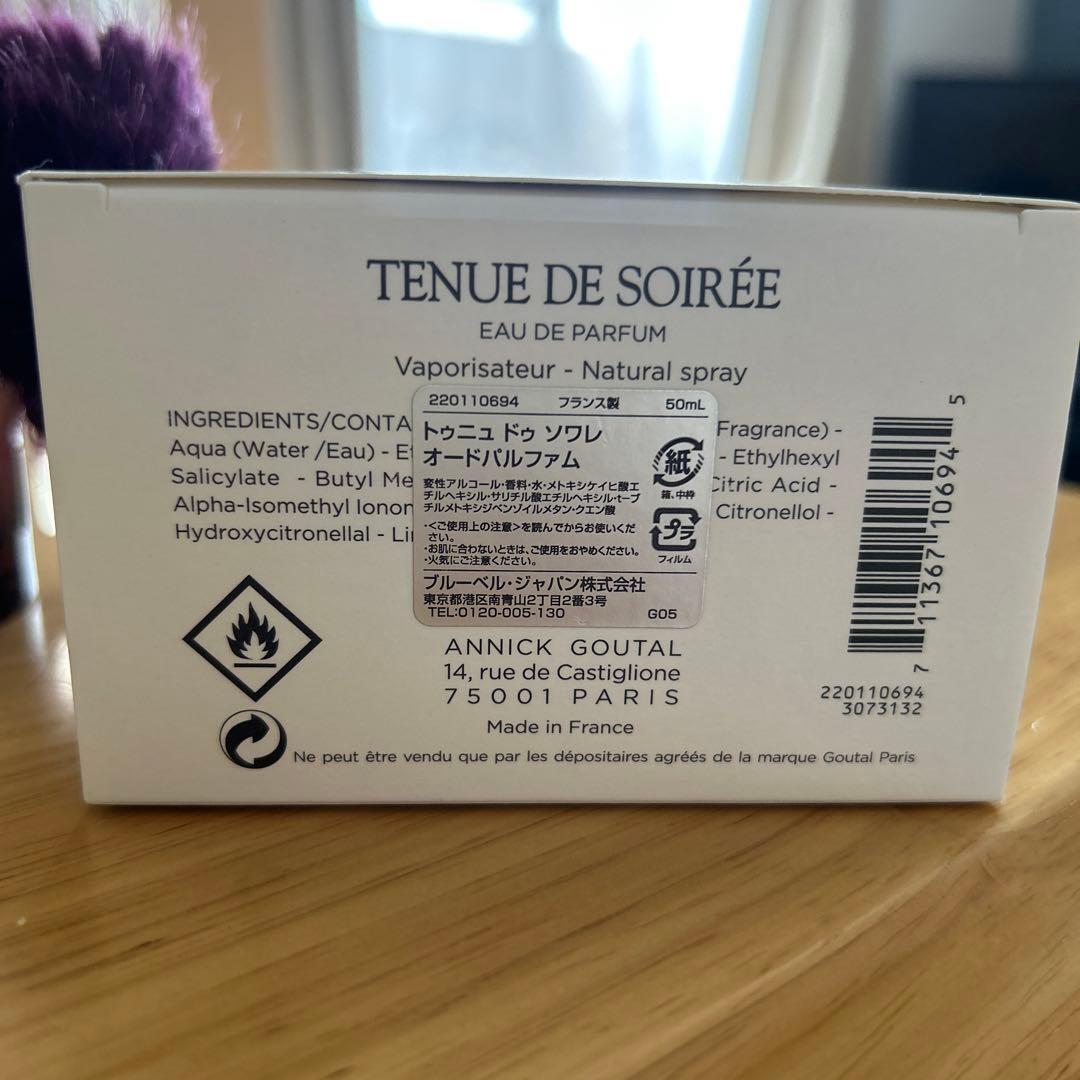 TENUE DE SOIRÉE
EAU DE PARFUM
Vaporisateur - Natural spray
INGREDIENTS/CONTA
Aqua (Water /Eau) - Et
Salicylate - Butyl Me
Alpha-Isomethyl Ionon
Hydroxycitronellal - Li
Fragrance) -
- Ethylhexyl
Citric Acid -
Citronellol -
220110694 フランス製 50mL
トゥニュ ドゥ ソワレ
オードパルファム
変性アルコール・香料・水・メトキシケイヒ酸エ
チルヘキシル・サリチル酸エチルヘキシル・t-ブ
チルメトキシジベンゾイルメタン・クエン酸
・<ご使用上の注意>を読んでからお使いくだ
さい。
・お肌に合わないときは、ご使用をおやめください。
・火気にご注意ください。
紙
箱、中枠
プラ
フィルム
ブルーベル・ジャパン株式会社
東京都港区南青山2丁目2番3号
TEL:0120-005-130 G05
ANNICK GOUTAL
14, rue de Castiglione
75001 PARIS
Made in France
Ne peut être vendu que par les dépositaires agréés de la marque Goutal Paris
7 11367 10694 5
220110694
3073132